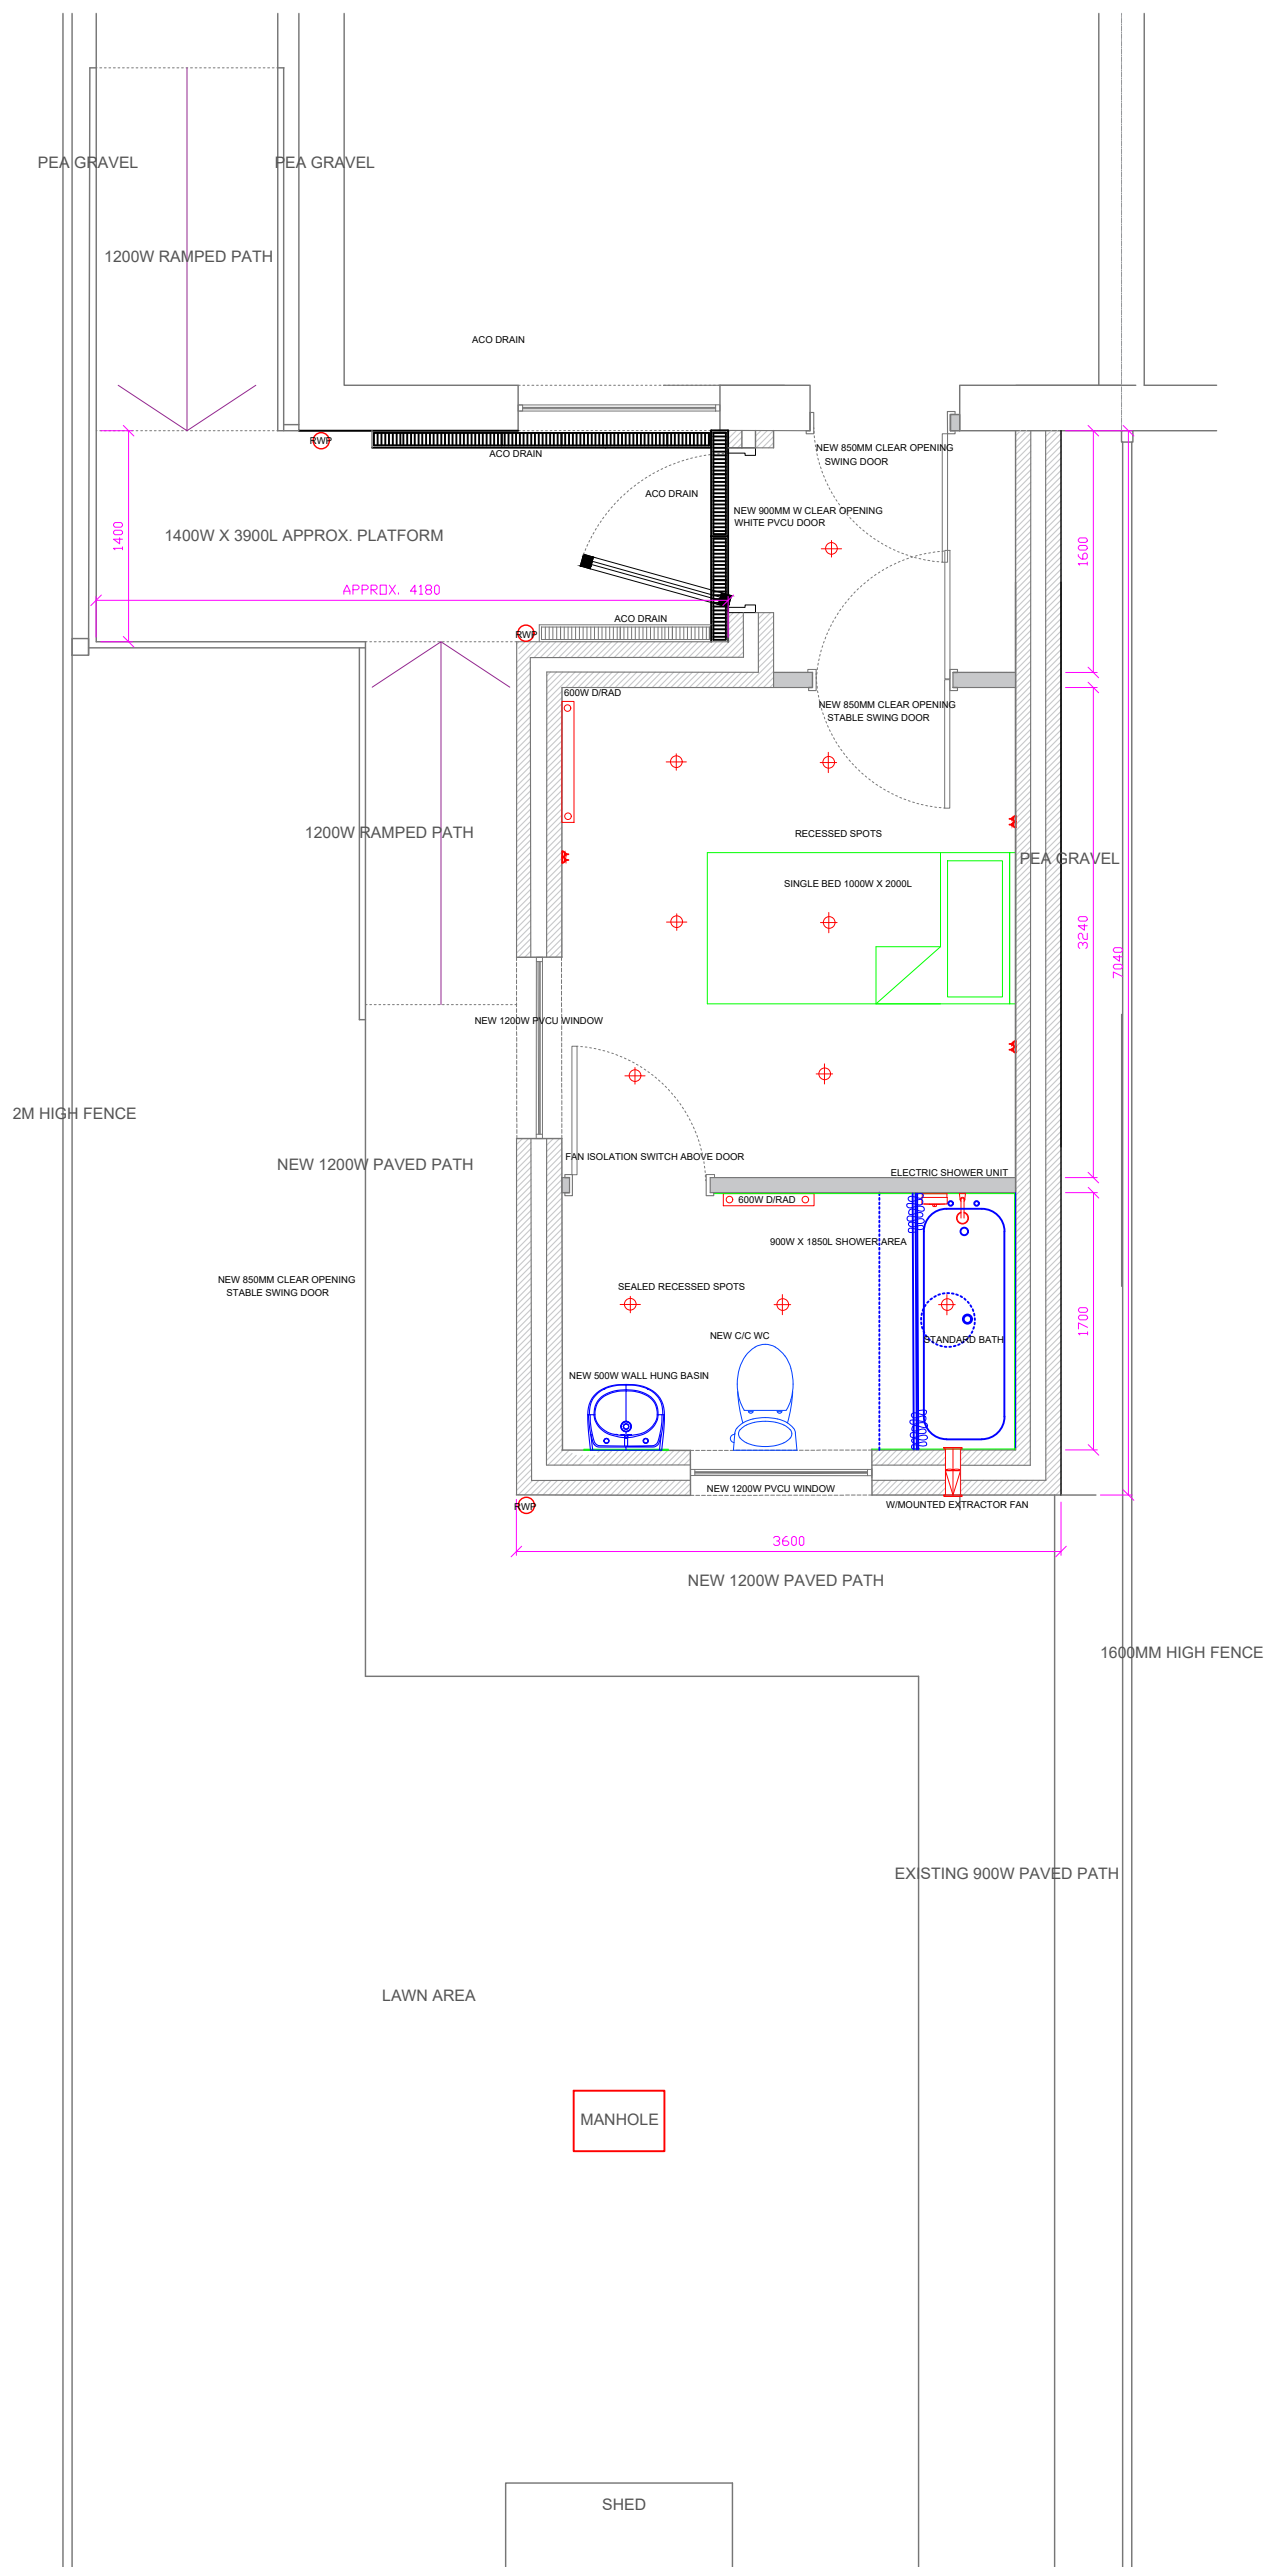 PEA GRAVEL
PEA GRAVEL
1200W RAMPED PATH
ACO DRAIN
RWP
ACO DRAIN
NEW 850MM CLEAR OPENING
SWING DOOR
ACO DRAIN
NEW 900MM W CLEAR OPENING
WHITE PVCU DOOR
1400
1400W X 3900L APPROX. PLATFORM
1600
APPROX. 4180
ACO DRAIN
RWP
600W D/RAD
NEW 850MM CLEAR OPENING
STABLE SWING DOOR
1200W RAMPED PATH
RECESSED SPOTS
PEA GRAVEL
SINGLE BED 1000W X 2000L
3240
7040
NEW 1200W PVCU WINDOW
2M HIGH FENCE
FAN ISOLATION SWITCH ABOVE DOOR
NEW 1200W PAVED PATH
ELECTRIC SHOWER UNIT
600W D/RAD
900W X 1850L SHOWER AREA
NEW 850MM CLEAR OPENING
STABLE SWING DOOR
SEALED RECESSED SPOTS
1700
NEW C/C WC
STANDARD BATH
NEW 500W WALL HUNG BASIN
NEW 1200W PVCU WINDOW
RWP
W/MOUNTED EXTRACTOR FAN
3600
NEW 1200W PAVED PATH
1600MM HIGH FENCE
EXISTING 900W PAVED PATH
LAWN AREA
MANHOLE
SHED